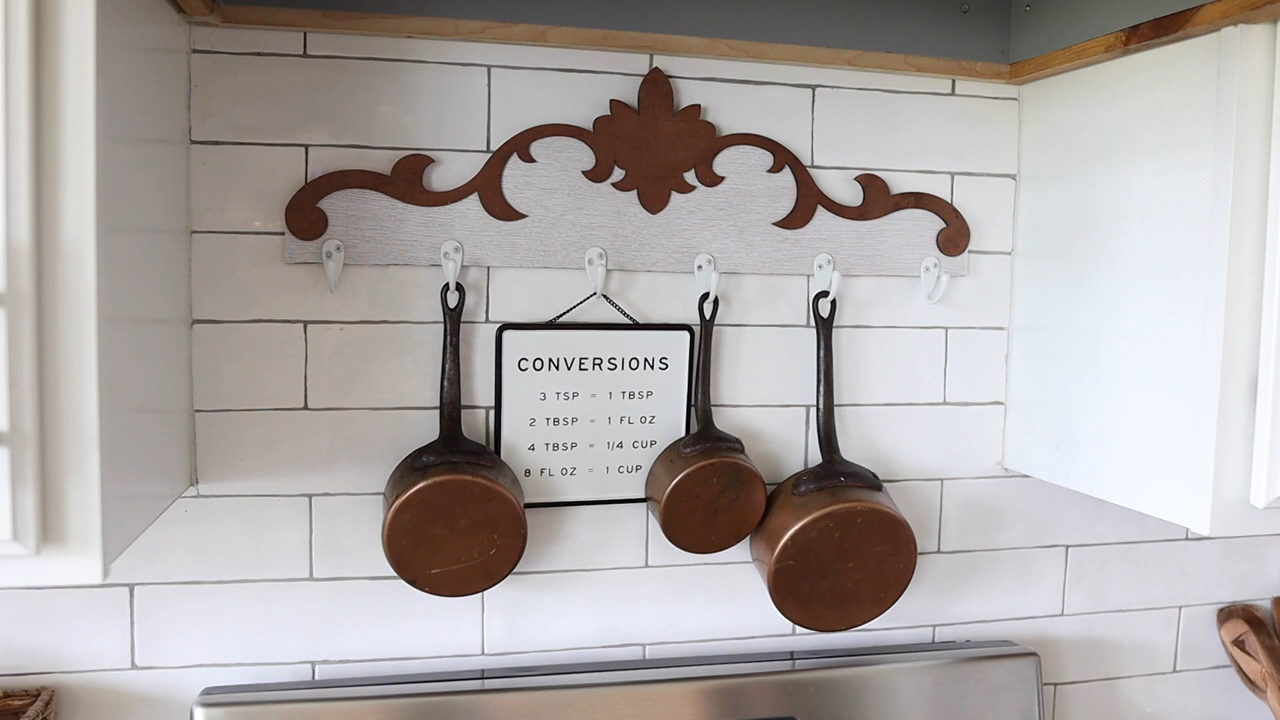 CONVERSIONS
3 TSP = 1 TBSP
2 TBSP = 1 FL OZ
4 TBSP = 1/4 CUP
8 FL OZ = 1 CUP